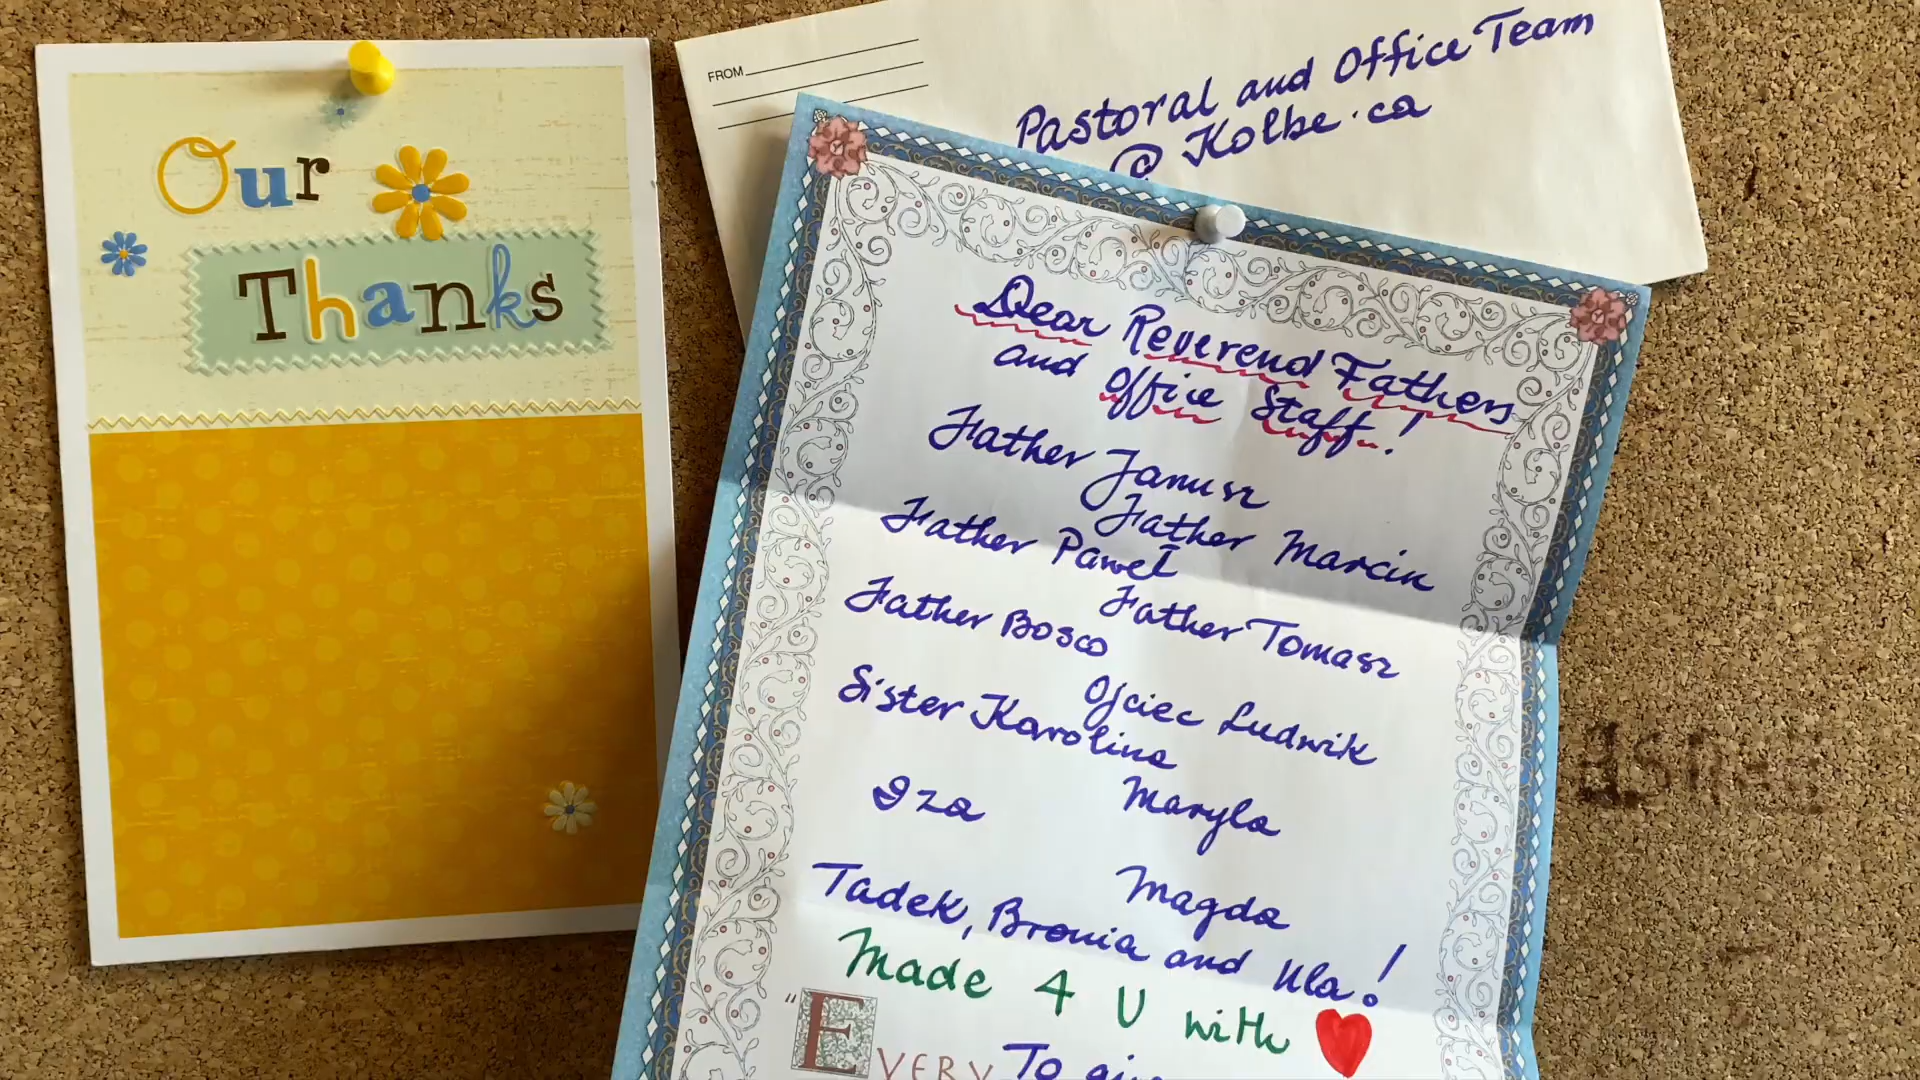 Our
Thanks
FROM
Pastoral and Office Team
@ Kolbe.ca
Dear Reverend Fathers
and Office Staff!
Father Janusz
Father Marcin
Father Paweł
Father Tomasz
Father Bosco
Ojciec Ludwik
Sister Karolina
Iza
Maryla
Magda
Tadek, Bronia and Ula!
Made 4 U with
"EVERY
To